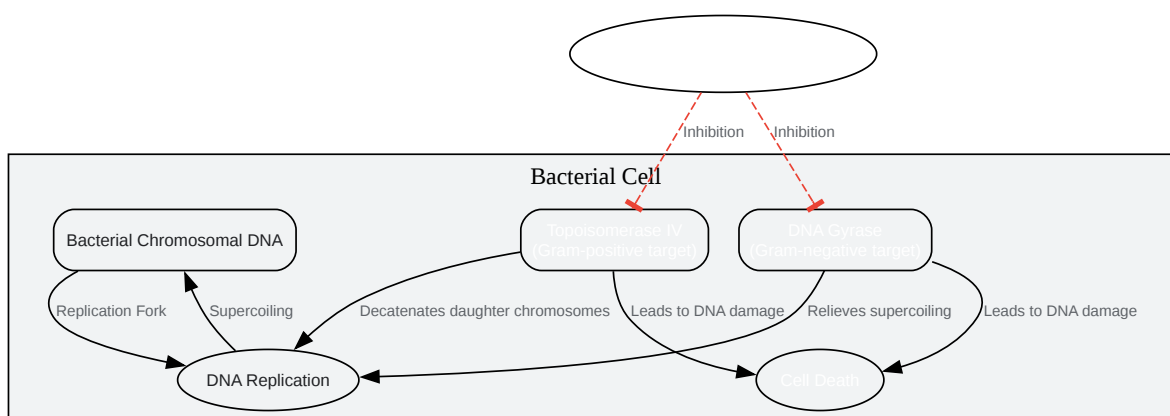 Inhibition
Inhibition
Bacterial Cell
Bacterial Chromosomal DNA
Topoisomerase IV
(Gram-positive target)
DNA Gyrase
(Gram-negative target)
Replication Fork
Supercoiling
Decatenates daughter chromosomes
Leads to DNA damage
Relieves supercoiling
Leads to DNA damage
DNA Replication
Cell Death